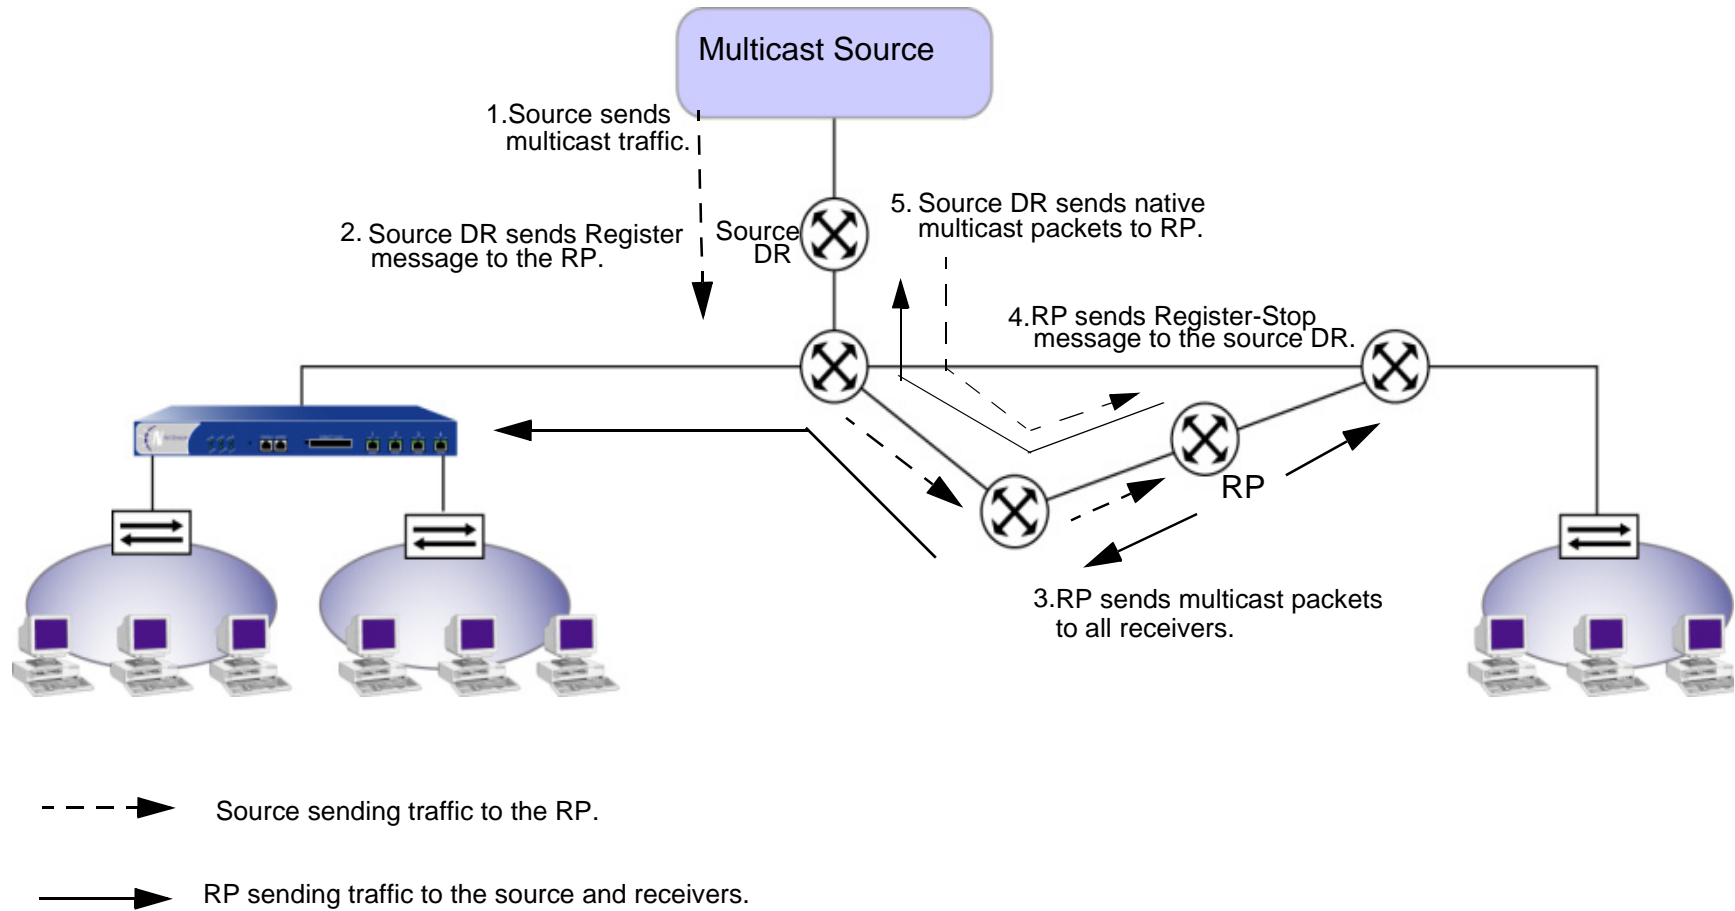 Multicast Source
1.Source sends
multicast traffic.
2. Source DR sends Register
message to the RP.
Source
DR
5. Source DR sends native
multicast packets to RP.
4.RP sends Register-Stop
message to the source DR.
RP
3.RP sends multicast packets
to all receivers.
Source sending traffic to the RP.
RP sending traffic to the source and receivers.